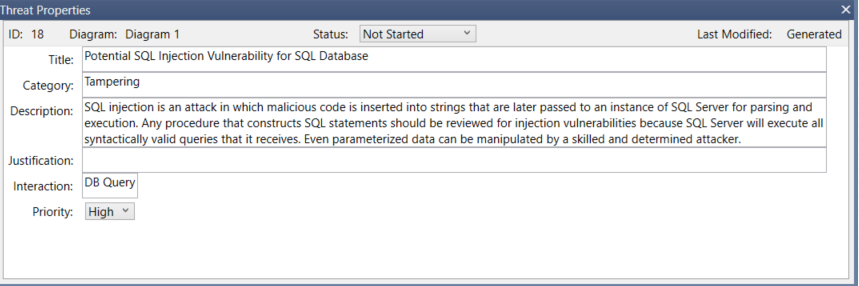 Threat Properties
ID: 18 Diagram: Diagram 1 Status: Not Started Last Modified: Generated
Title: Potential SQL Injection Vulnerability for SQL Database
Category: Tampering
Description: SQL injection is an attack in which malicious code is inserted into strings that are later passed to an instance of SQL Server for parsing and
execution. Any procedure that constructs SQL statements should be reviewed for injection vulnerabilities because SQL Server will execute all
syntactically valid queries that it receives. Even parameterized data can be manipulated by a skilled and determined attacker.
Justification:
Interaction: DB Query
Priority: High